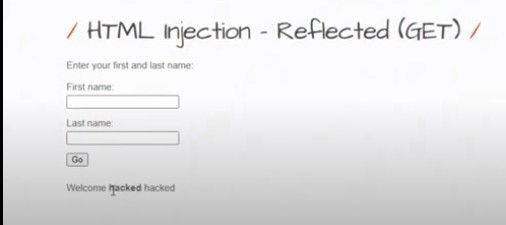 / HTML Injection - Reflected (GET) /
Enter your first and last name:
First name:
Last name:
Go
Welcome hacked hacked